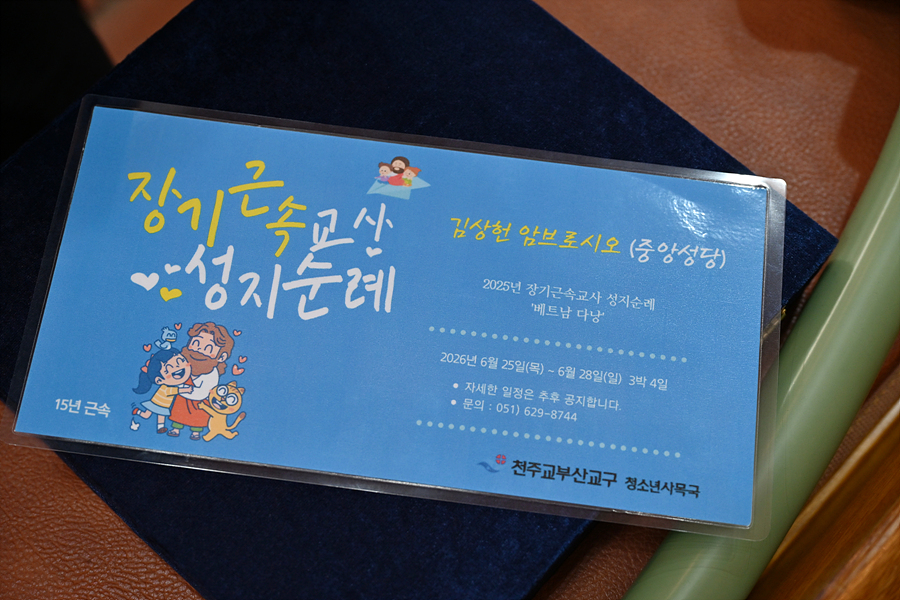 장기근속교사
성지순례
15년 근속
김상헌 암브로시오 (중앙성당)
2025년 장기근속교사 성지순례
'베트남 다낭'
2026년 6월 25일(목) ~ 6월 28일(일) 3박 4일
● 자세한 일정은 추후 공지합니다.
● 문의 : 051) 629-8744
천주교부산교구 청소년사목국